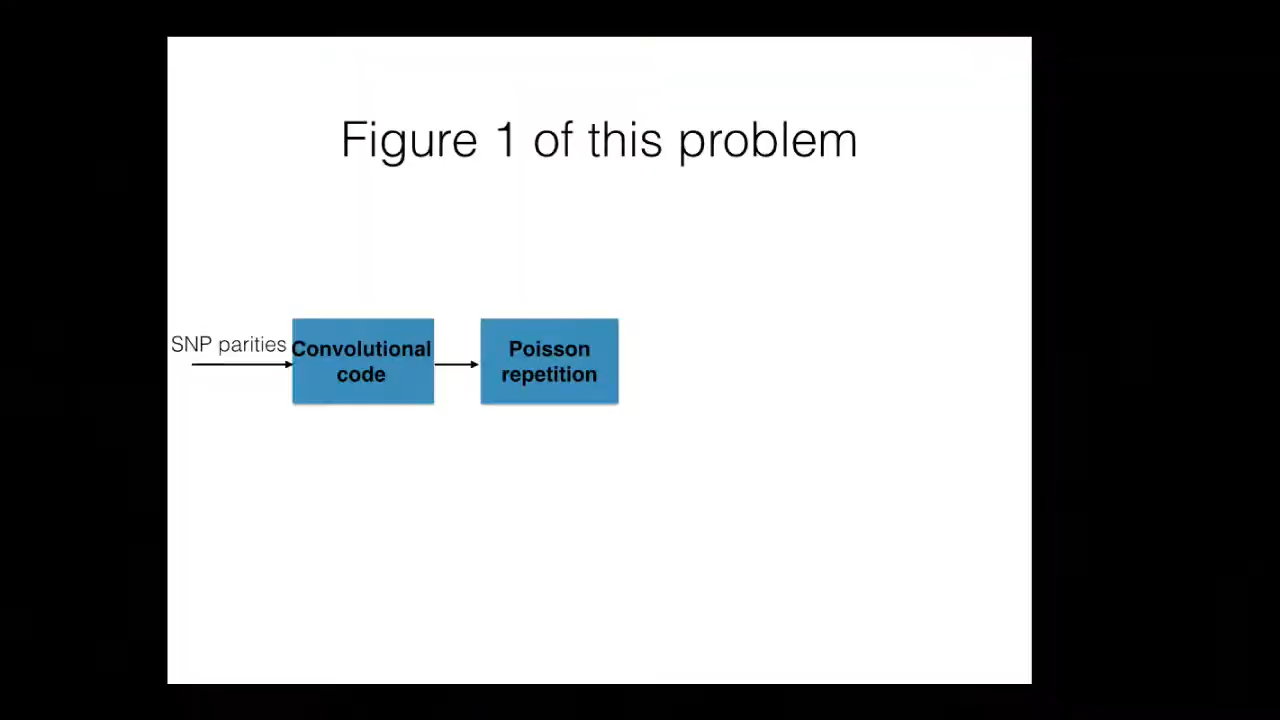 Figure 1 of this problem
SNP parities
Convolutional
code
Poisson
repetition